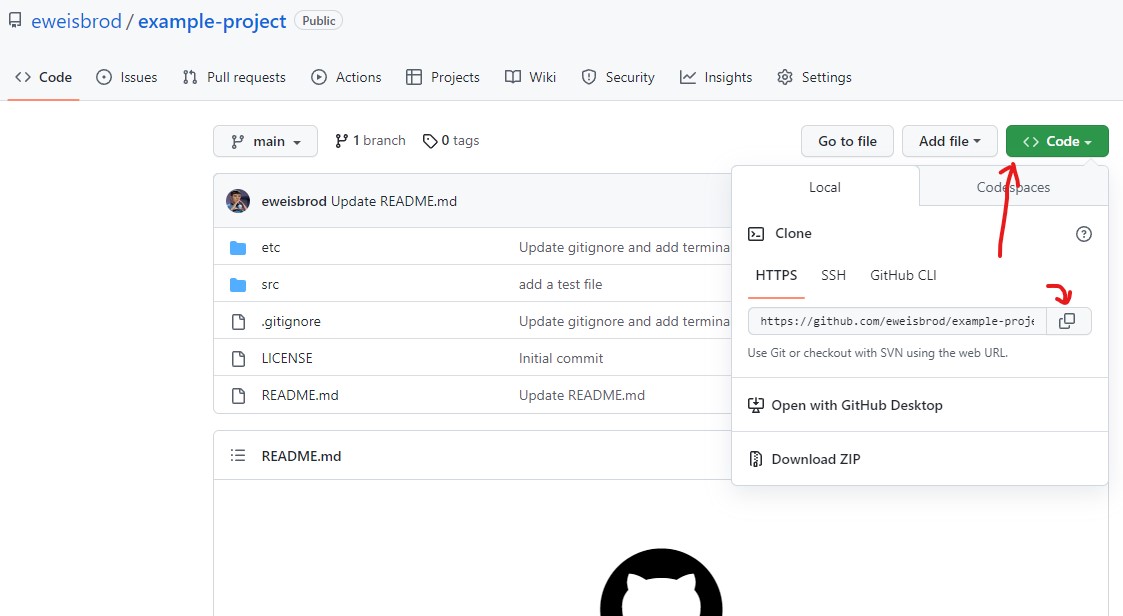 eweisbrod / example-project Public
Code Issues Pull requests Actions Projects Wiki Security Insights Settings
main 1 branch 0 tags Go to file Add file Code
Local Codespaces
eweisbrod Update README.md
Clone
etc Update gitignore and add termina
HTTPS SSH GitHub CLI
src add a test file
.gitignore Update gitignore and add termina
https://github.com/eweisbrod/example-proje
Use Git or checkout with SVN using the web URL.
LICENSE Initial commit
README.md Update README.md
Open with GitHub Desktop
README.md
Download ZIP